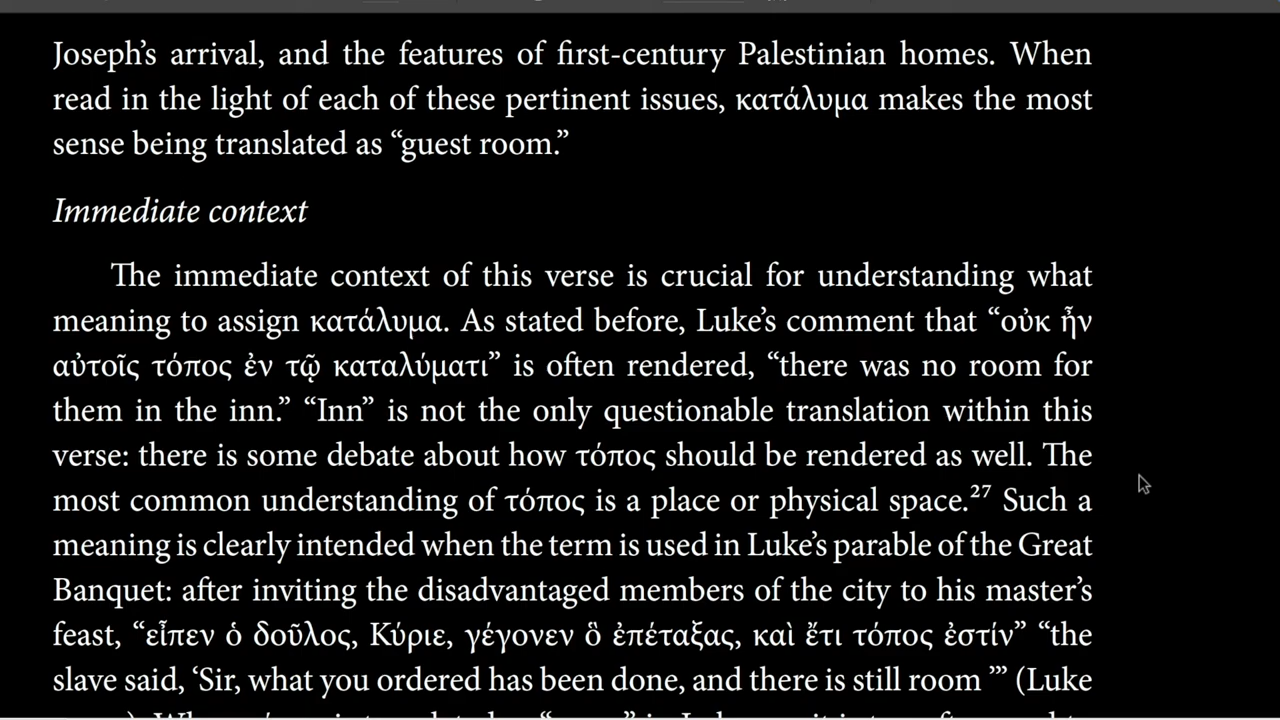 Joseph’s arrival, and the features of first-century Palestinian homes. When
read in the light of each of these pertinent issues, κατάλυμα makes the most
sense being translated as “guest room.”
Immediate context
The immediate context of this verse is crucial for understanding what
meaning to assign κατάλυμα. As stated before, Luke’s comment that “οὐκ ἦν
αὐτοῖς τόπος ἐν τῷ καταλύματι” is often rendered, “there was no room for
them in the inn.” “Inn” is not the only questionable translation within this
verse: there is some debate about how τόπος should be rendered as well. The
most common understanding of τόπος is a place or physical space.²⁷ Such a
meaning is clearly intended when the term is used in Luke’s parable of the Great
Banquet: after inviting the disadvantaged members of the city to his master’s
feast, “εἶπεν ὁ δοῦλος, Κύριε, γέγονεν ὃ ἐπέταξας, καὶ ἔτι τόπος ἐστίν” “the
slave said, ‘Sir, what you ordered has been done, and there is still room ’” (Luke